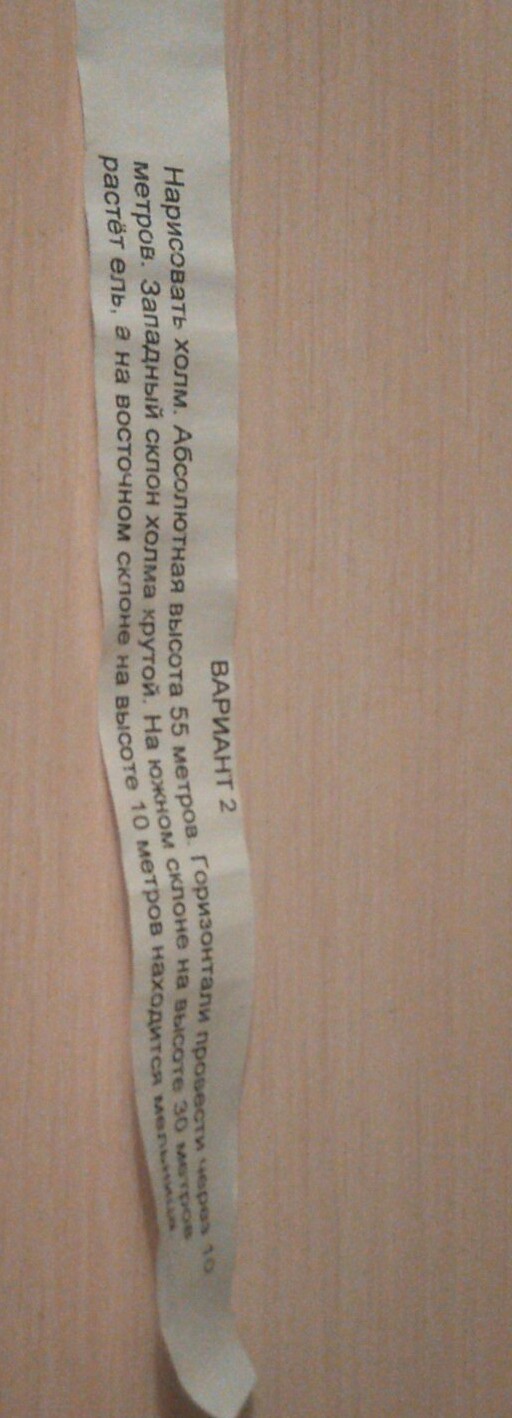 ВАРИАНТ 2
Нарисовать холм. Абсолютная высота 55 метров. Горизонтали провести через 10
метров. Западный склон холма крутой. На южном склоне на высоте 30 метров
растёт ель, а на восточном склоне на высоте 10 метров находится мельница